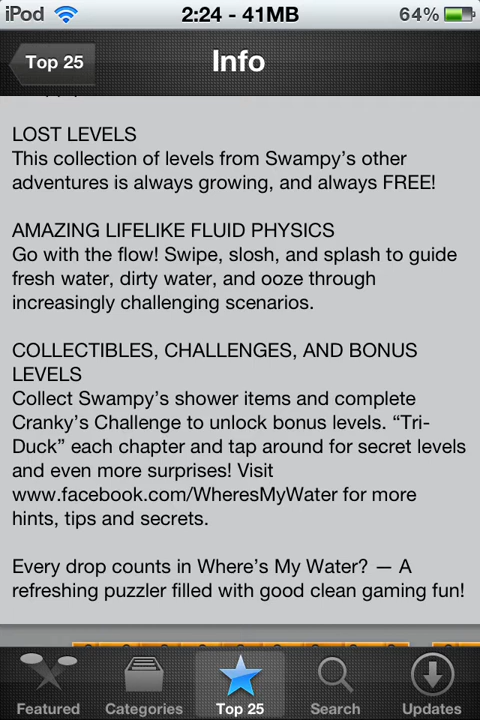 iPod 2:24 - 41MB 64%
Top 25 Info
LOST LEVELS
This collection of levels from Swampy's other
adventures is always growing, and always FREE!
AMAZING LIFELIKE FLUID PHYSICS
Go with the flow! Swipe, slosh, and splash to guide
fresh water, dirty water, and ooze through
increasingly challenging scenarios.
COLLECTIBLES, CHALLENGES, AND BONUS
LEVELS
Collect Swampy's shower items and complete
Cranky's Challenge to unlock bonus levels. “Tri-
Duck” each chapter and tap around for secret levels
and even more surprises! Visit
www.facebook.com/WheresMyWater for more
hints, tips and secrets.
Every drop counts in Where's My Water? — A
refreshing puzzler filled with good clean gaming fun!
Featured Categories Top 25 Search Updates